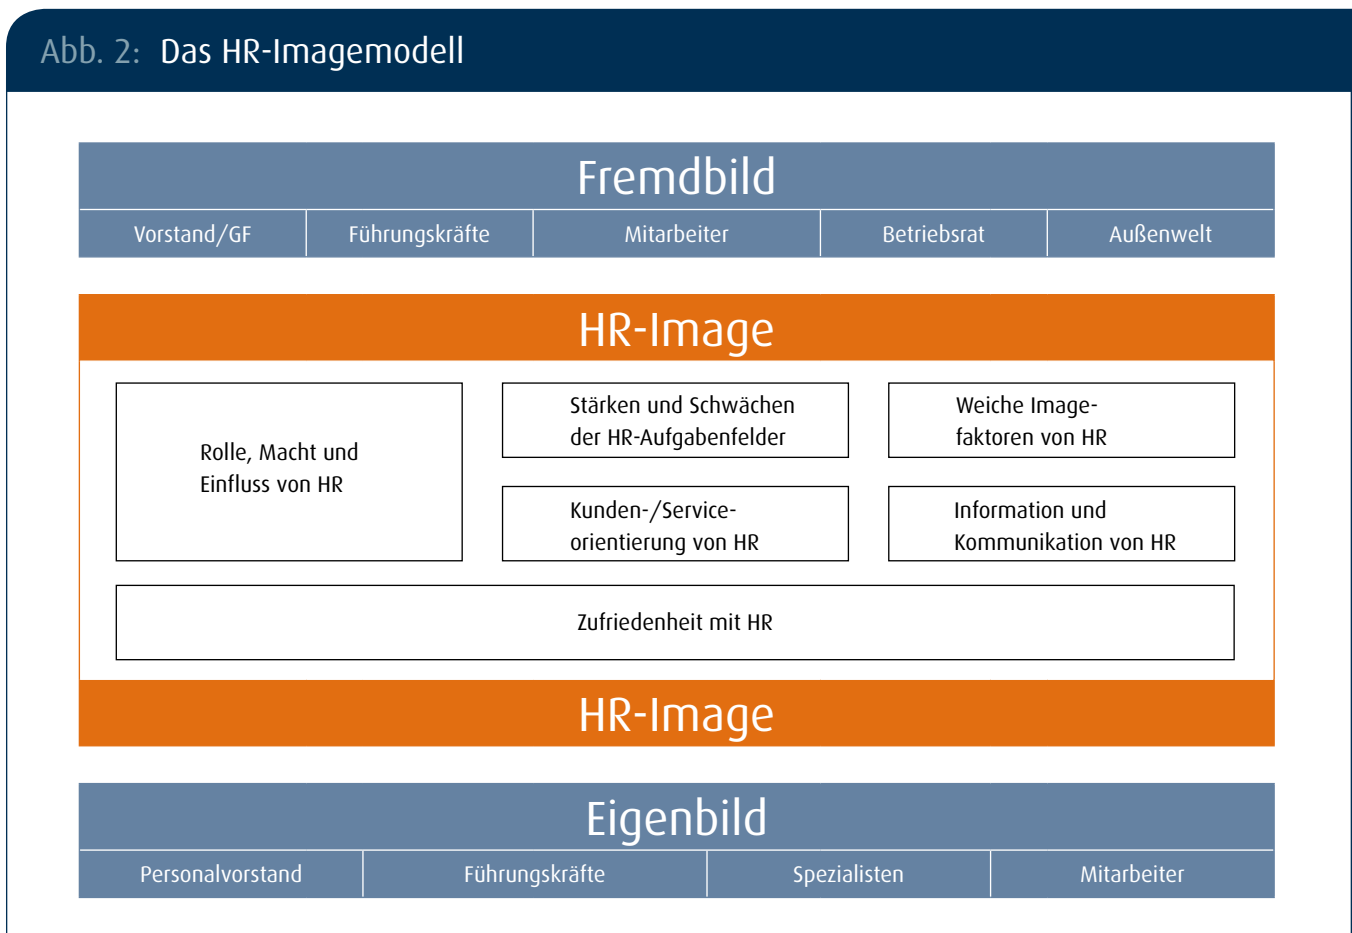 Abb. 2: Das HR-Imagemodell
Fremdbild
Vorstand/GF Führungskräfte Mitarbeiter Betriebsrat Außenwelt
HR-Image
Rolle, Macht und
Einfluss von HR
Stärken und Schwächen
der HR-Aufgabenfelder
Weiche Image-
faktoren von HR
Kunden-/Service-
orientierung von HR
Information und
Kommunikation von HR
Zufriedenheit mit HR
HR-Image
Eigenbild
Personalvorstand Führungskräfte Spezialisten Mitarbeiter